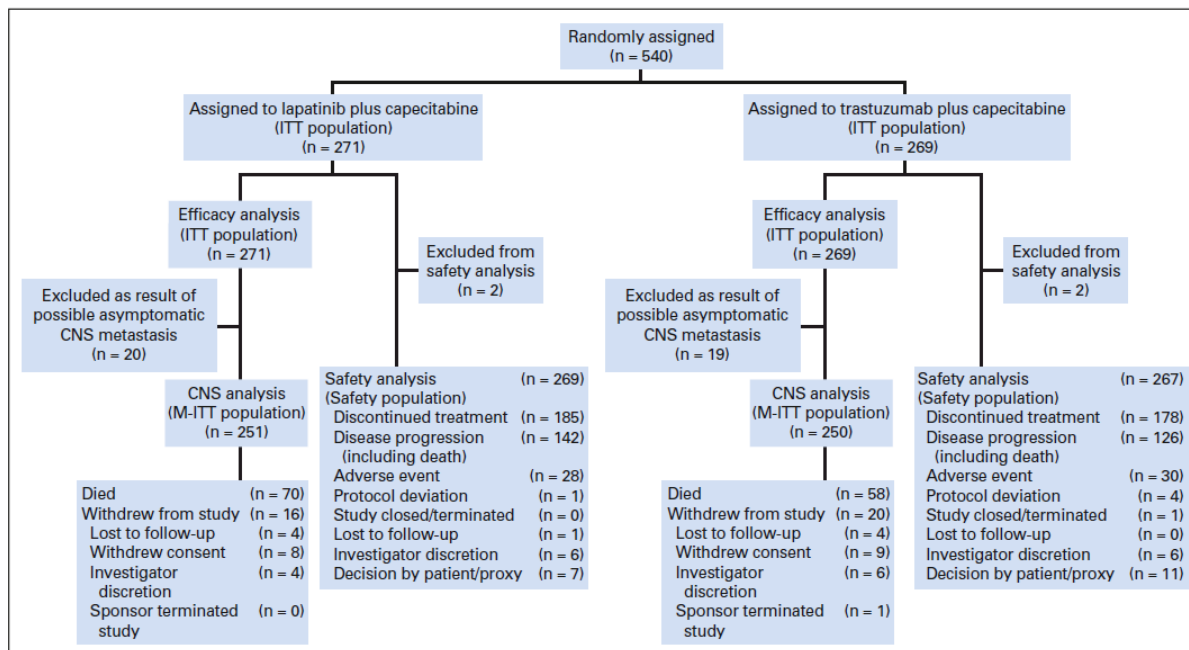 Randomly assigned
(n = 540)
Assigned to lapatinib plus capecitabine
(ITT population)
(n = 271)
Assigned to trastuzumab plus capecitabine
(ITT population)
(n = 269)
Efficacy analysis
(ITT population)
(n = 271)
Excluded from
safety analysis
(n = 2)
Excluded as result of
possible asymptomatic
CNS metastasis
(n = 20)
CNS analysis
(M-ITT population)
(n = 251)
Safety analysis (n = 269)
(Safety population)
Discontinued treatment (n = 185)
Disease progression (n = 142)
(including death)
Adverse event (n = 28)
Protocol deviation (n = 1)
Study closed/terminated (n = 0)
Lost to follow-up (n = 1)
Investigator discretion (n = 6)
Decision by patient/proxy (n = 7)
Died (n = 70)
Withdrew from study (n = 16)
Lost to follow-up (n = 4)
Withdrew consent (n = 8)
Investigator (n = 4)
discretion
Sponsor terminated (n = 0)
study
Efficacy analysis
(ITT population)
(n = 269)
Excluded from
safety analysis
(n = 2)
Excluded as result of
possible asymptomatic
CNS metastasis
(n = 19)
CNS analysis
(M-ITT population)
(n = 250)
Safety analysis (n = 267)
(Safety population)
Discontinued treatment (n = 178)
Disease progression (n = 126)
(including death)
Adverse event (n = 30)
Protocol deviation (n = 4)
Study closed/terminated (n = 1)
Lost to follow-up (n = 0)
Investigator discretion (n = 6)
Decision by patient/proxy (n = 11)
Died (n = 58)
Withdrew from study (n = 20)
Lost to follow-up (n = 4)
Withdrew consent (n = 9)
Investigator (n = 6)
discretion
Sponsor terminated (n = 1)
study